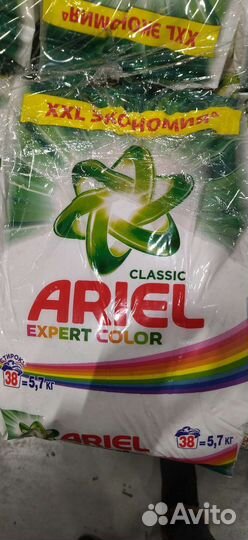 XXL ЭКОНОМИЯ*
XXL ЭКОНОМИЯ*
CLASSIC
ARIEL
EXPERT COLOR
38 = 5,7 КГ
38 = 5,7 КГ
ARIEL
Avito